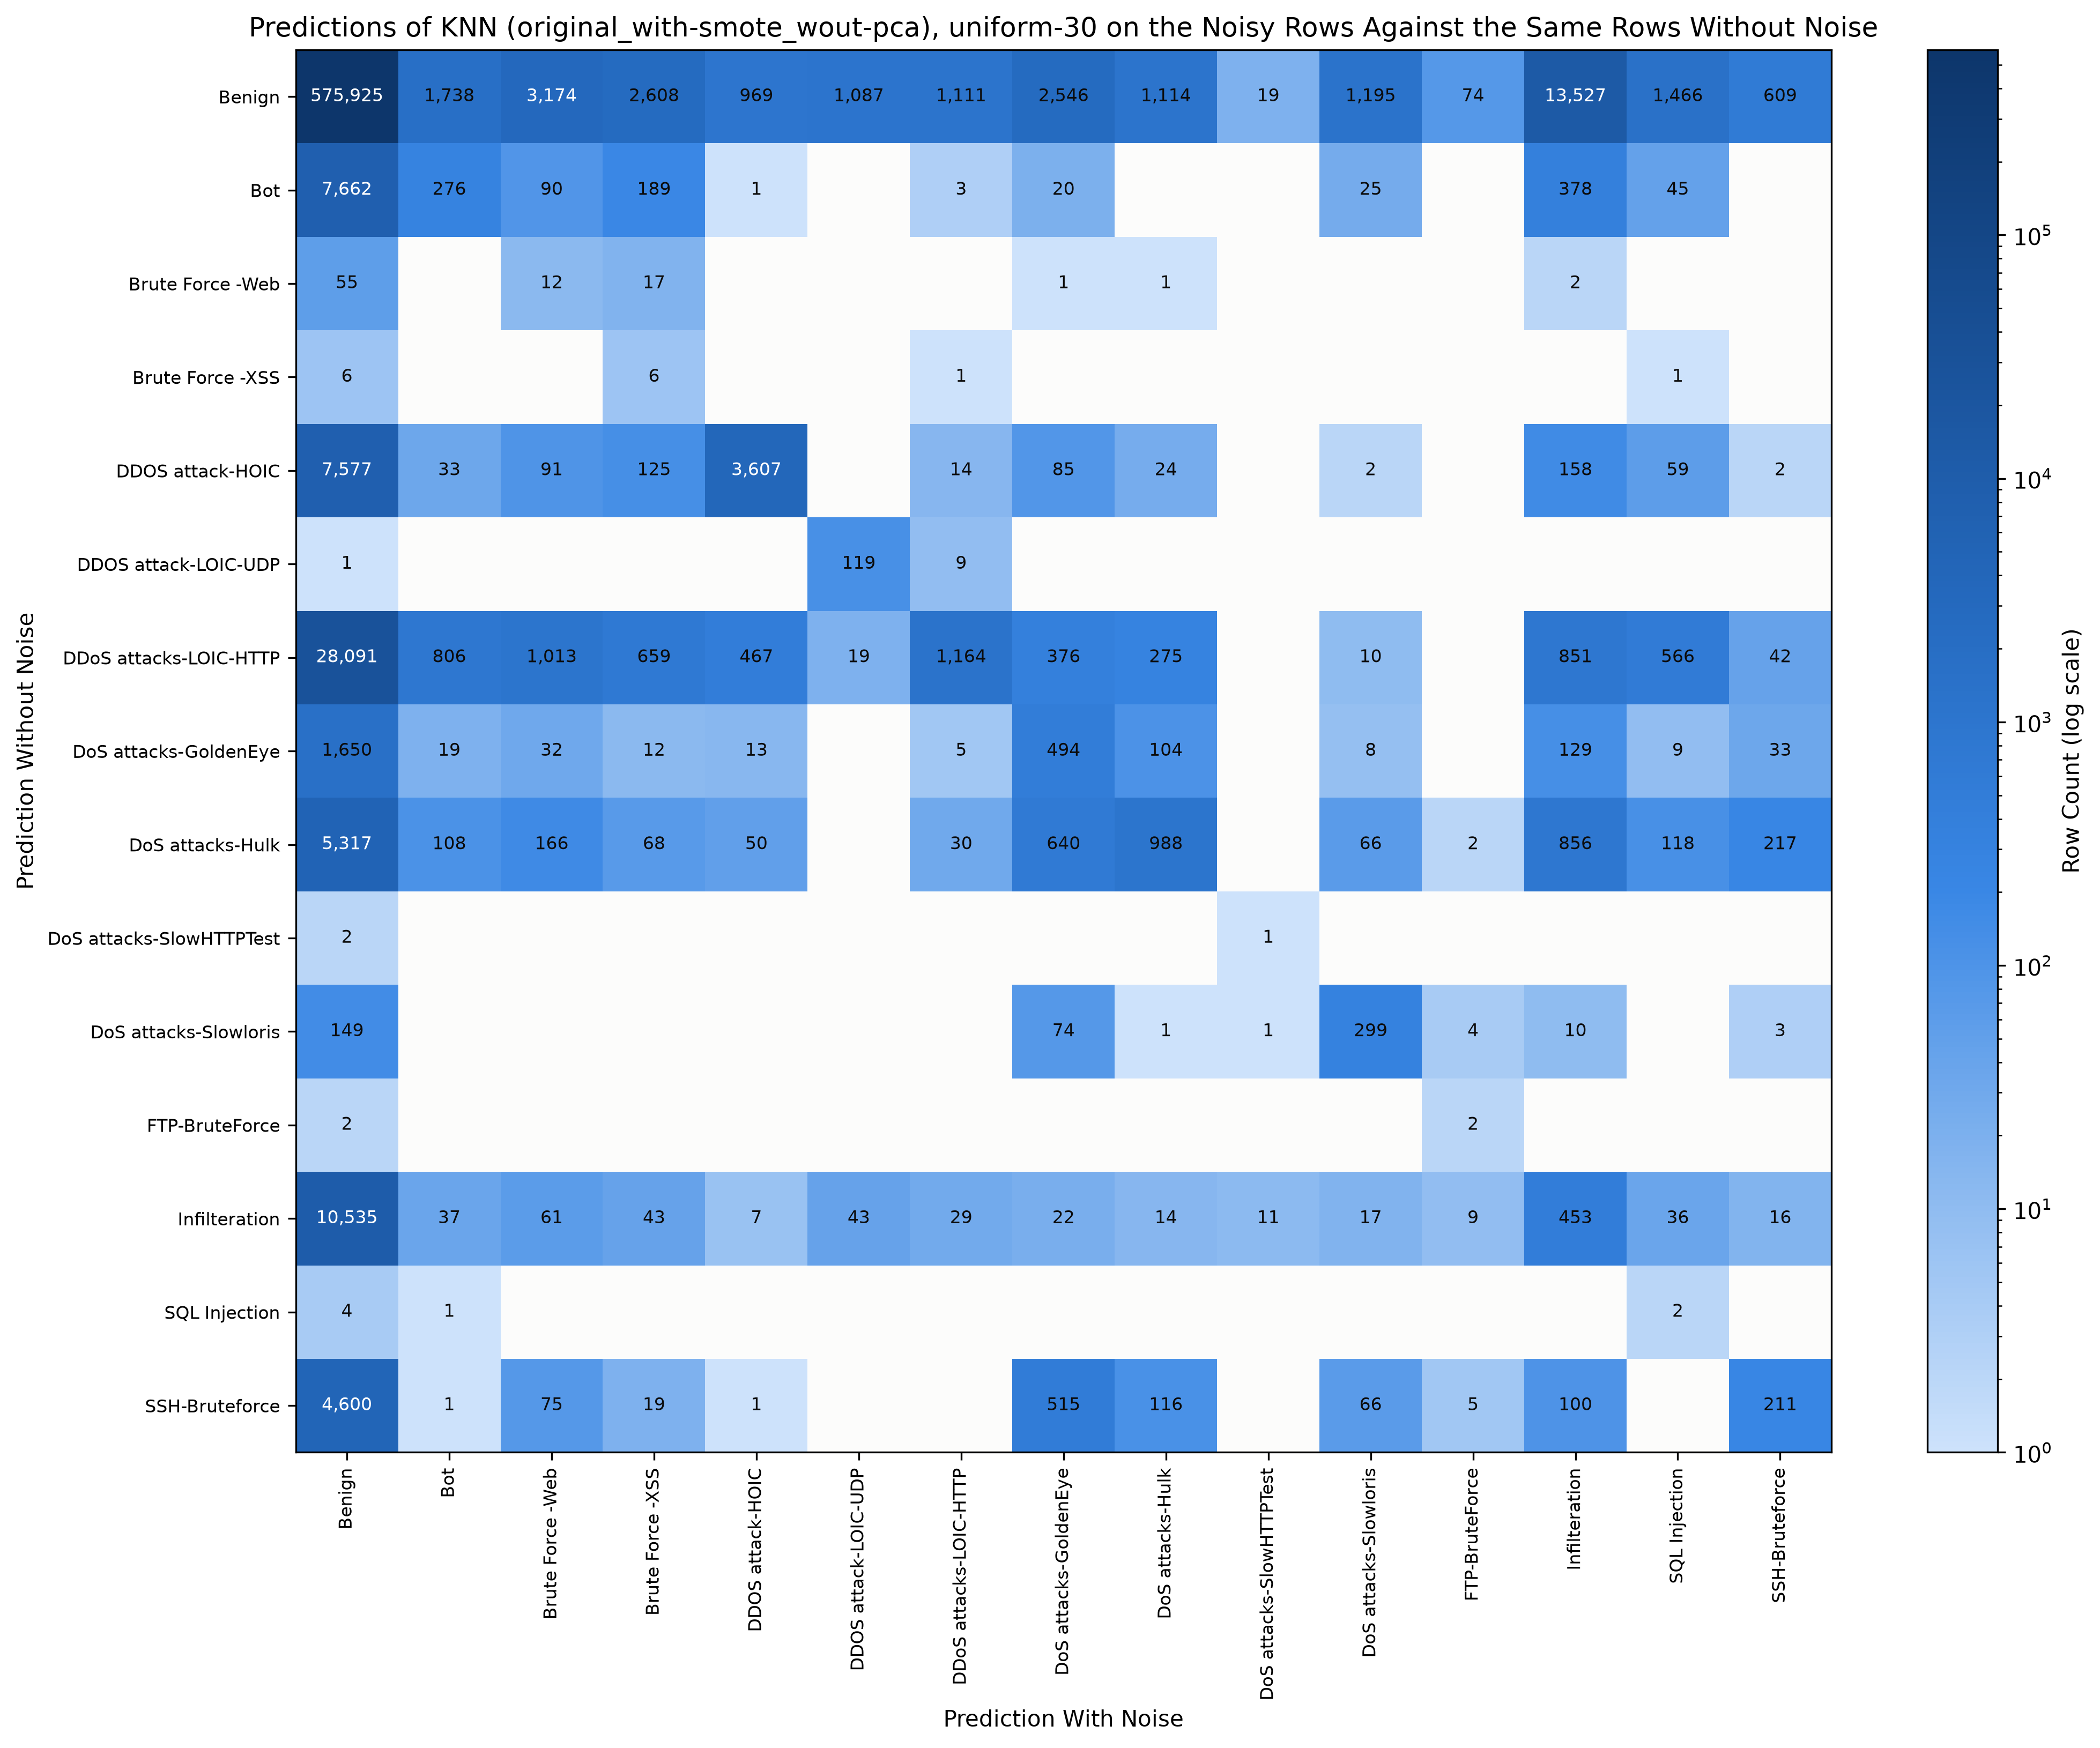 Predictions of KNN (original_with-smote_wout-pca), uniform-30 on the Noisy Rows Against the Same Rows Without Noise
Prediction Without Noise
Benign 575,925 1,738 3,174 2,608 969 1,087 1,111 2,546 1,114 19 1,195 74 13,527 1,466 609
Bot 7,662 276 90 189 1 3 20 25 378 45
Brute Force -Web 55 12 17 1 1 2
Brute Force -XSS 6 6 1 1
DDOS attack-HOIC 7,577 33 91 125 3,607 14 85 24 2 158 59 2
DDOS attack-LOIC-UDP 1 119 9
DDoS attacks-LOIC-HTTP 28,091 806 1,013 659 467 19 1,164 376 275 10 851 566 42
DoS attacks-GoldenEye 1,650 19 32 12 13 5 494 104 8 129 9 33
DoS attacks-Hulk 5,317 108 166 68 50 30 640 988 66 2 856 118 217
DoS attacks-SlowHTTPTest 2 1
DoS attacks-Slowloris 149 74 1 1 299 4 10 3
FTP-BruteForce 2 2
Infilteration 10,535 37 61 43 7 43 29 22 14 11 17 9 453 36 16
SQL Injection 4 1 2
SSH-Bruteforce 4,600 1 75 19 1 515 116 66 5 100 211
Benign
Bot
Brute Force -Web
Brute Force -XSS
DDOS attack-HOIC
DDOS attack-LOIC-UDP
DDoS attacks-LOIC-HTTP
DoS attacks-GoldenEye
DoS attacks-Hulk
DoS attacks-SlowHTTPTest
DoS attacks-Slowloris
FTP-BruteForce
Infilteration
SQL Injection
SSH-Bruteforce
Prediction With Noise
10⁵
10⁴
10³
10²
10¹
10⁰
Row Count (log scale)